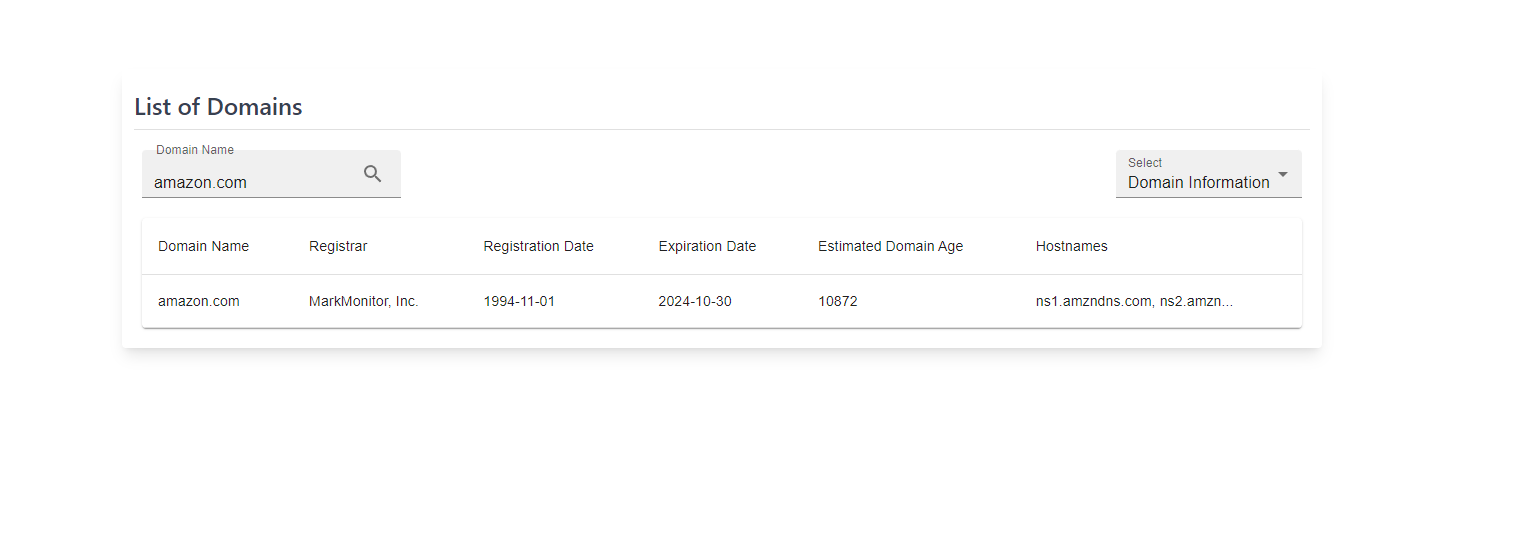 List of Domains
Domain Name
amazon.com
Select
Domain Information
Domain Name Registrar Registration Date Expiration Date Estimated Domain Age Hostnames
amazon.com MarkMonitor, Inc. 1994-11-01 2024-10-30 10872 ns1.amzndns.com, ns2.amzn...